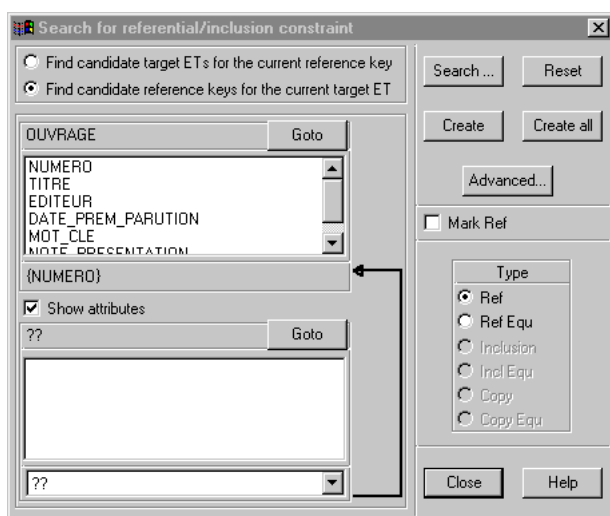 Search for referential/inclusion constraint
Find candidate target ETs for the current reference key
Find candidate reference keys for the current target ET
OUVRAGE
Goto
NUMERO
TITRE
EDITEUR
DATE_PREM_PARUTION
MOT_CLE
NOTE_PRESENTATION
{NUMERO}
Show attributes
??
Goto
??
Search ...
Reset
Create
Create all
Advanced...
Mark Ref
Type
Ref
Ref Equ
Inclusion
Incl Equ
Copy
Copy Equ
Close
Help